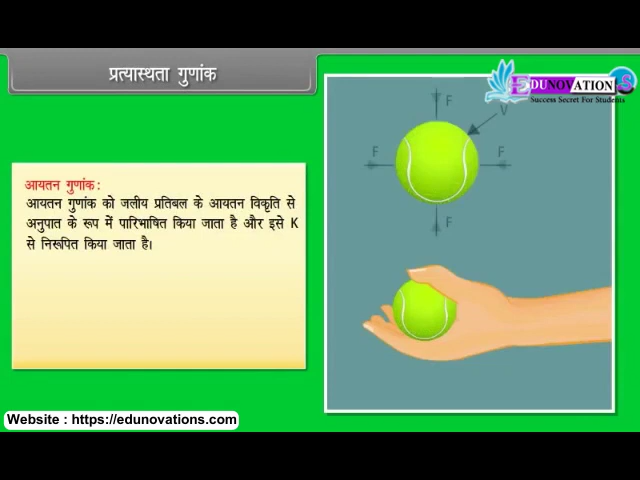 प्रत्यास्थता गुणांक
EDUNOVATIONS
Success Secret For Students
आयतन गुणांक:
आयतन गुणांक को जलीय प्रतिबल के आयतन विकृति से
अनुपात के रूप में पारिभाषित किया जाता है और इसे K
से निरूपित किया जाता है।
F
V
F
F
F
Website : https://edunovations.com